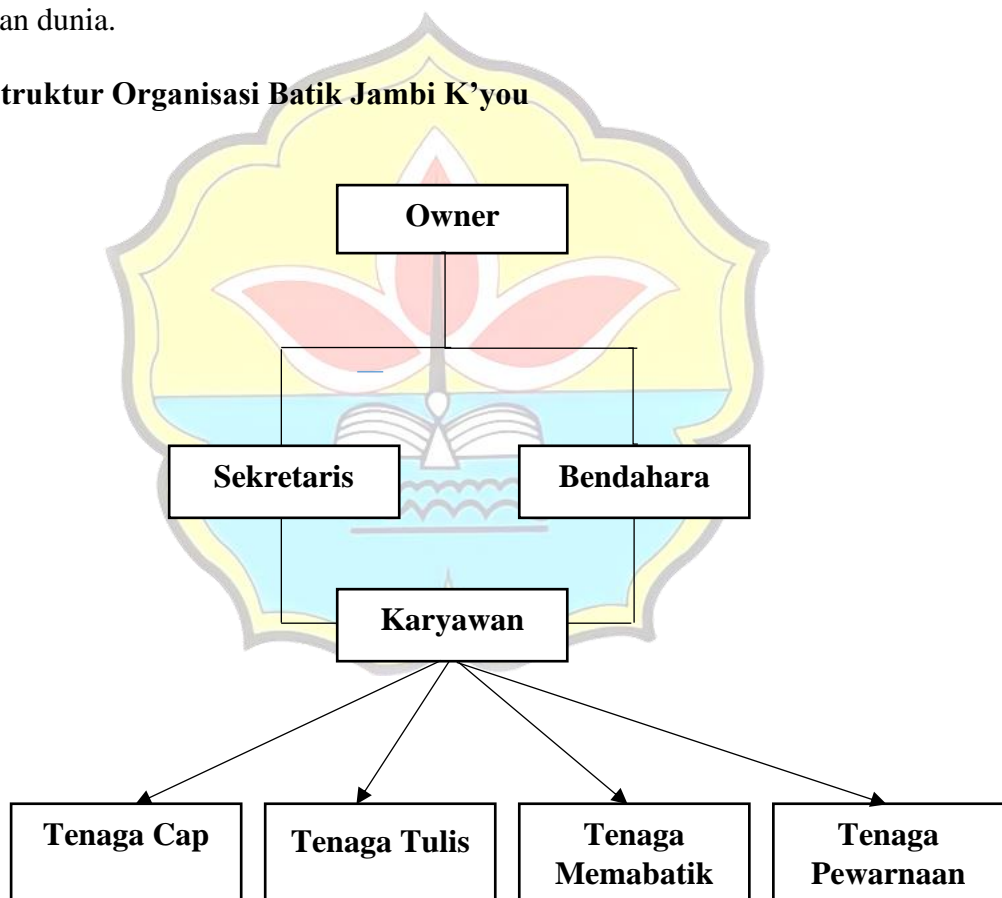 an dunia.
truktur Organisasi Batik Jambi K’you
Owner
Sekretaris
Bendahara
Karyawan
Tenaga Cap
Tenaga Tulis
Tenaga
Memabatik
Tenaga
Pewarnaan